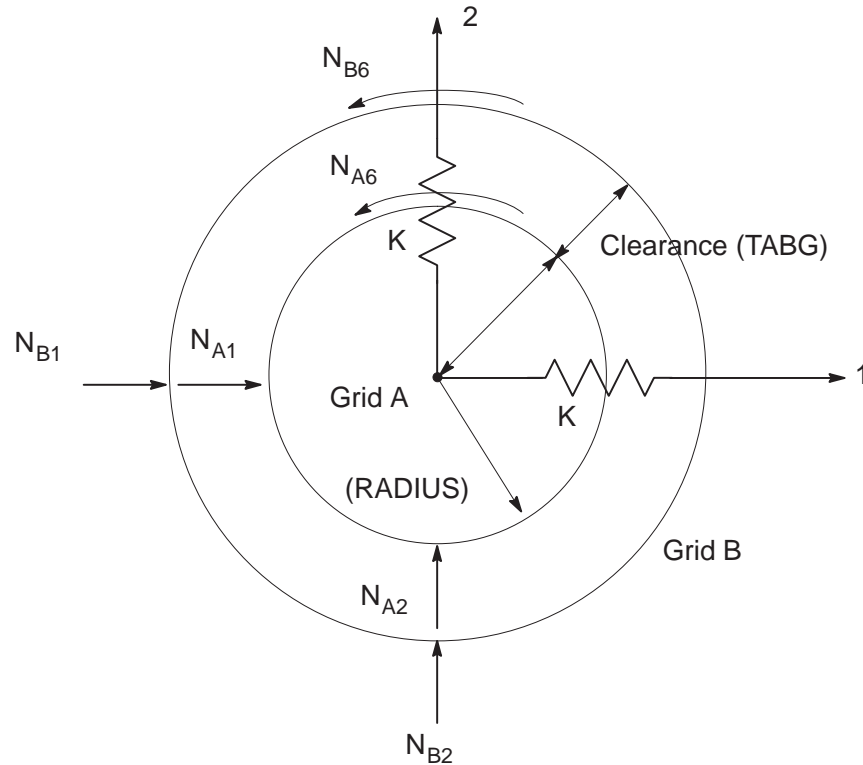 2
N_B6
N_A6
K
Clearance (TABG)
N_B1
N_A1
1
Grid A
K
(RADIUS)
Grid B
N_A2
N_B2